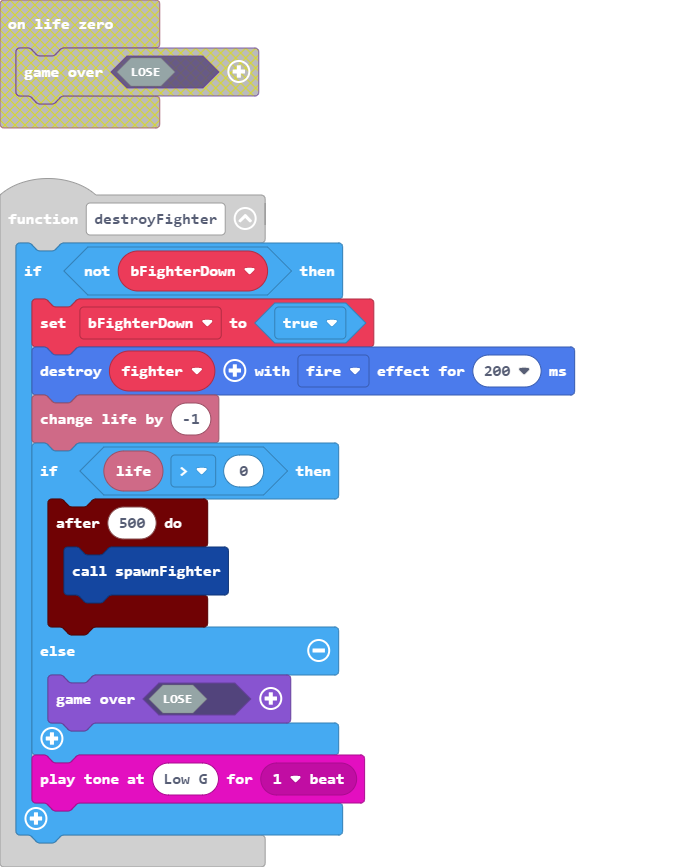 on life zero
game over LOSE
function destroyFighter
if not bFighterDown then
set bFighterDown to true
destroy fighter with fire effect for 200 ms
change life by -1
if life > 0 then
after 500 do
call spawnFighter
else
game over LOSE
play tone at Low G for 1 beat